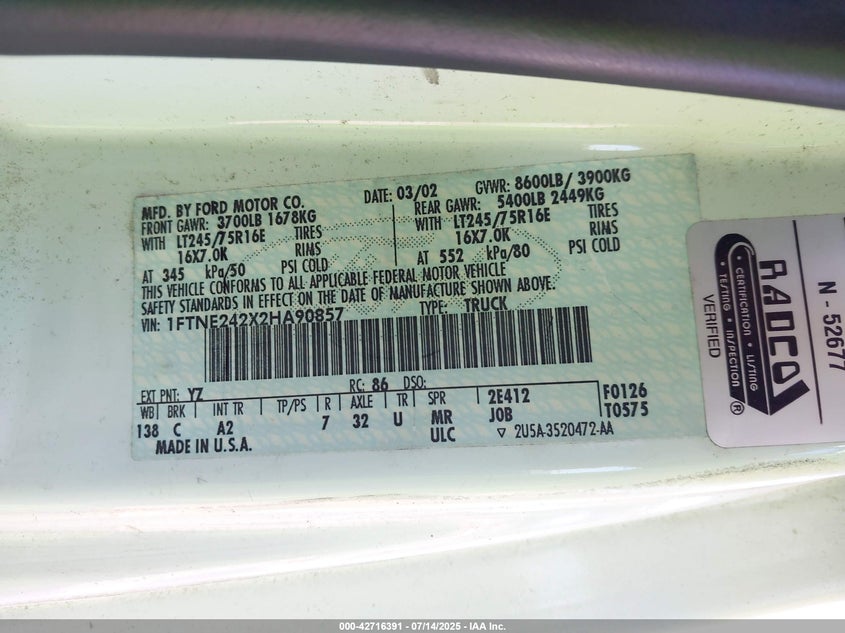 MFD. BY FORD MOTOR CO.
DATE: 03/02
GVWR: 8600LB/ 3900KG
FRONT GAWR: 3700LB 1678KG
REAR GAWR: 5400LB 2449KG
WITH LT245/75R16E TIRES
LT245/75R16E TIRES
16X7.0K RIMS
16X7.0K RIMS
AT 345 kPa/50 PSI COLD
AT 552 kPa/80 PSI COLD
THIS VEHICLE CONFORMS TO ALL APPLICABLE FEDERAL MOTOR VEHICLE
SAFETY STANDARDS IN EFFECT ON THE DATE OF MANUFACTURE SHOWN ABOVE.
VIN: 1FTNE242X2HA90857
TYPE: TRUCK
EXT PNT: YZ RC: 86 DSO:
WB BRK INT TR TP/PS R AXLE TR SPR 2E412 F0126
138 C A2 7 32 U MR JOB T0575
ULC ▽ 2U5A-3520472-AA
MADE IN U.S.A.
RADCO
CERTIFICATION
• TESTING • INSPECTION •
®
VERIFIED
N - 52677
000-42716391 - 07/14/2025 - IAA Inc.